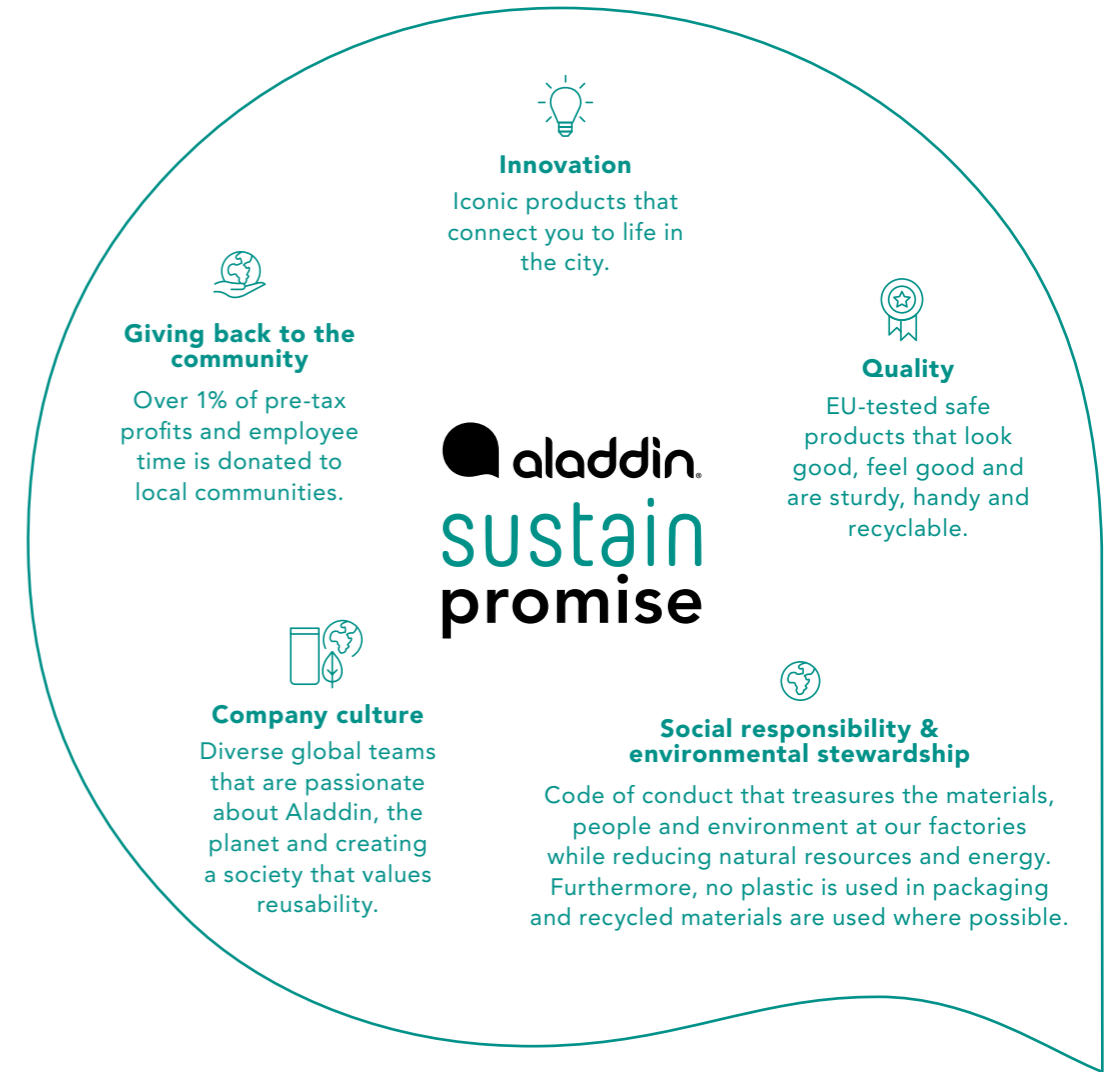 Innovation
Iconic products that
connect you to life in
the city.
Giving back to the
community
Over 1% of pre-tax
profits and employee
time is donated to
local communities.
Quality
EU-tested safe
products that look
good, feel good and
are sturdy, handy and
recyclable.
aladdin®
sustain
promise
Company culture
Diverse global teams
that are passionate
about Aladdin, the
planet and creating
a society that values
reusability.
Social responsibility &
environmental stewardship
Code of conduct that treasures the materials,
people and environment at our factories
while reducing natural resources and energy.
Furthermore, no plastic is used in packaging
and recycled materials are used where possible.